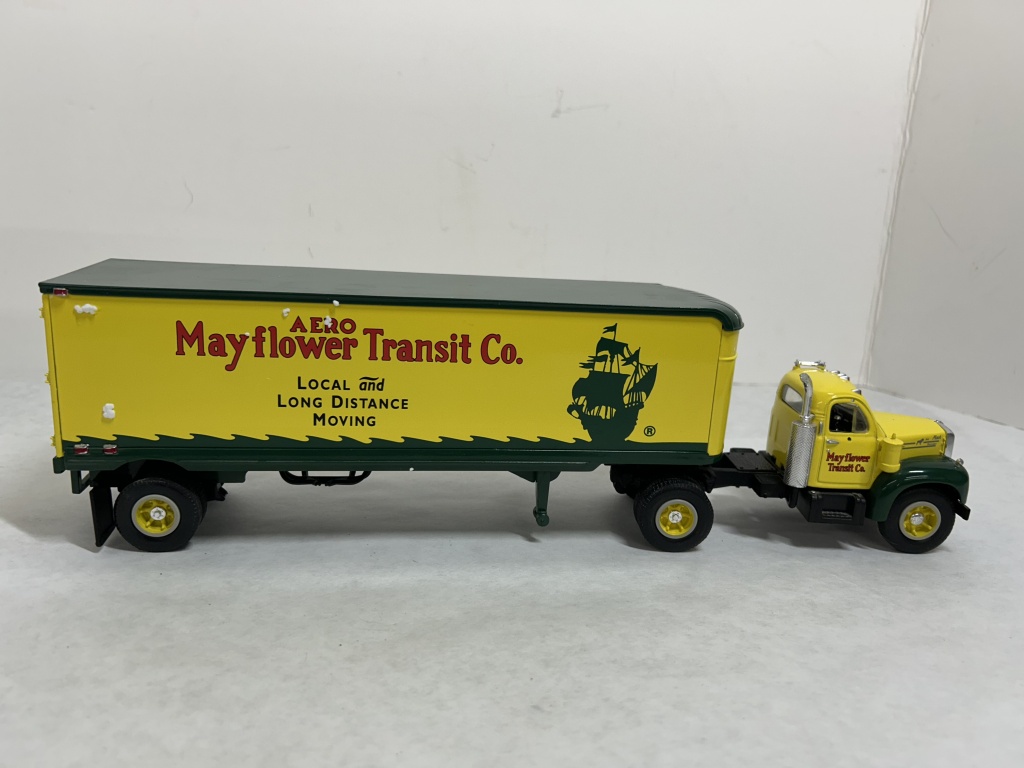 AERO
Mayflower Transit Co.
LOCAL and
LONG DISTANCE
MOVING
®
Mayflower
Transit Co.